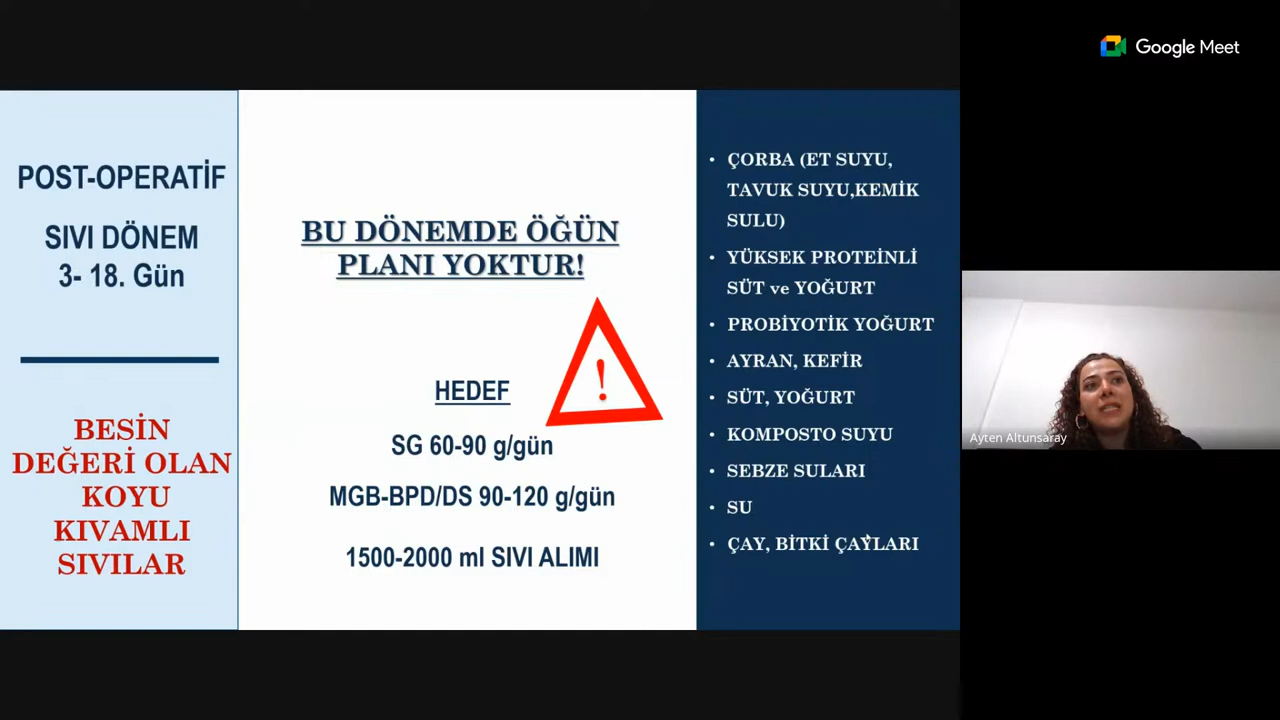 POST-OPERATİF
SIVI DÖNEM
3- 18. Gün
BESİN
DEĞERİ OLAN
KOYU
KIVAMLI
SIVILAR
BU DÖNEMDE ÖĞÜN
PLANI YOKTUR!
!
HEDEF
SG 60-90 g/gün
MGB-BPD/DS 90-120 g/gün
1500-2000 ml SIVI ALIMI
• ÇORBA (ET SUYU,
TAVUK SUYU,KEMİK
SULU)
• YÜKSEK PROTEİNLİ
SÜT ve YOĞURT
• PROBİYOTİK YOĞURT
• AYRAN, KEFİR
• SÜT, YOĞURT
• KOMPOSTO SUYU
• SEBZE SULARI
• SU
• ÇAY, BİTKİ ÇAYLARI
Google Meet
Ayten Altunsaray